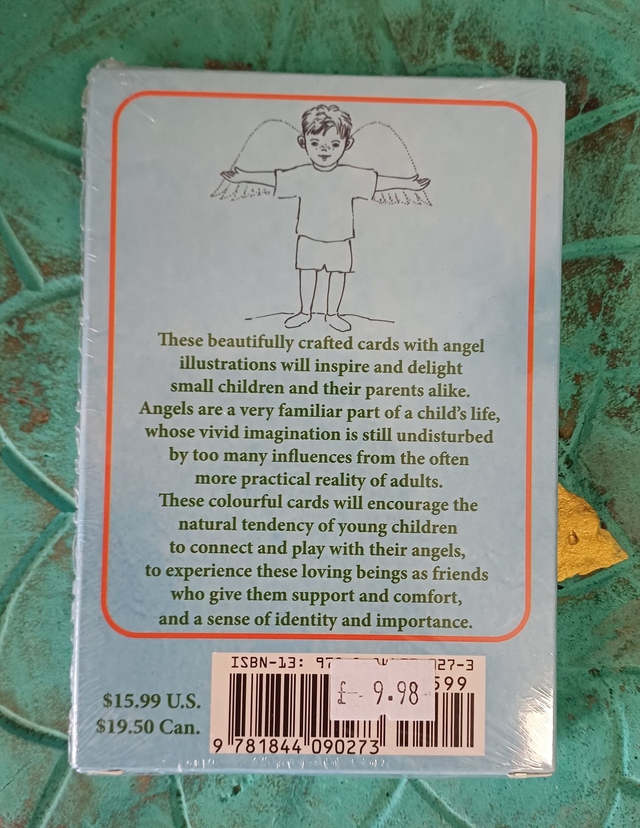 These beautifully crafted cards with angel
illustrations will inspire and delight
small children and their parents alike.
Angels are a very familiar part of a child's life,
whose vivid imagination is still undisturbed
by too many influences from the often
more practical reality of adults.
These colourful cards will encourage the
natural tendency of young children
to connect and play with their angels,
to experience these loving beings as friends
who give them support and comfort,
and a sense of identity and importance.
$15.99 U.S.
$19.50 Can.
ISBN-13: 97 27-3
599
£ 9.98
9 781844 090273